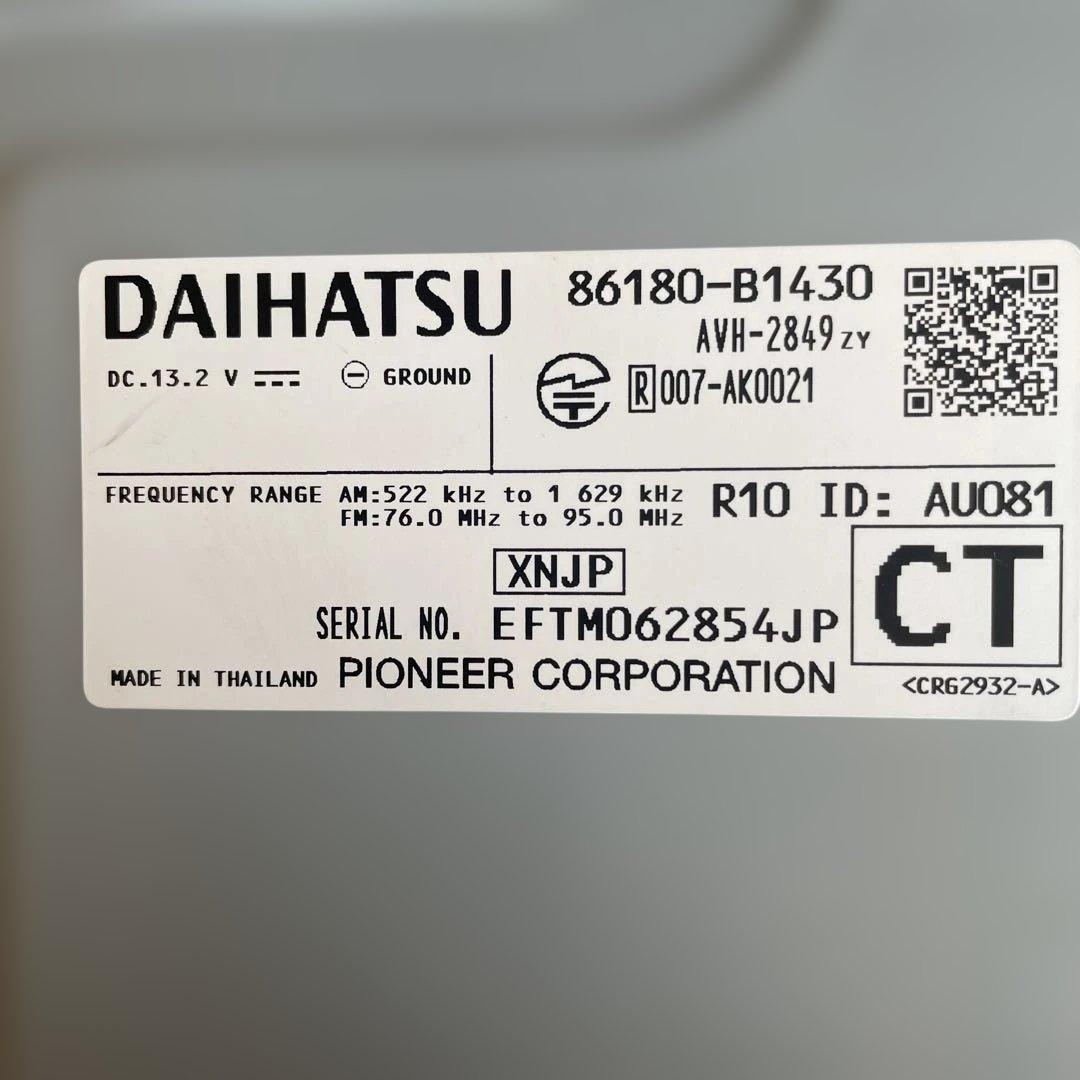 DAIHATSU
86180-B1430
AVH-2849 ZY
DC.13.2 V
GROUND
R 007-AK0021
FREQUENCY RANGE AM:522 kHz to 1 629 kHz
FM:76.0 MHz to 95.0 MHz
R10 ID: AU081
XNJP
CT
SERIAL NO. EFTM062854JP
MADE IN THAILAND PIONEER CORPORATION
<CRG2932-A>